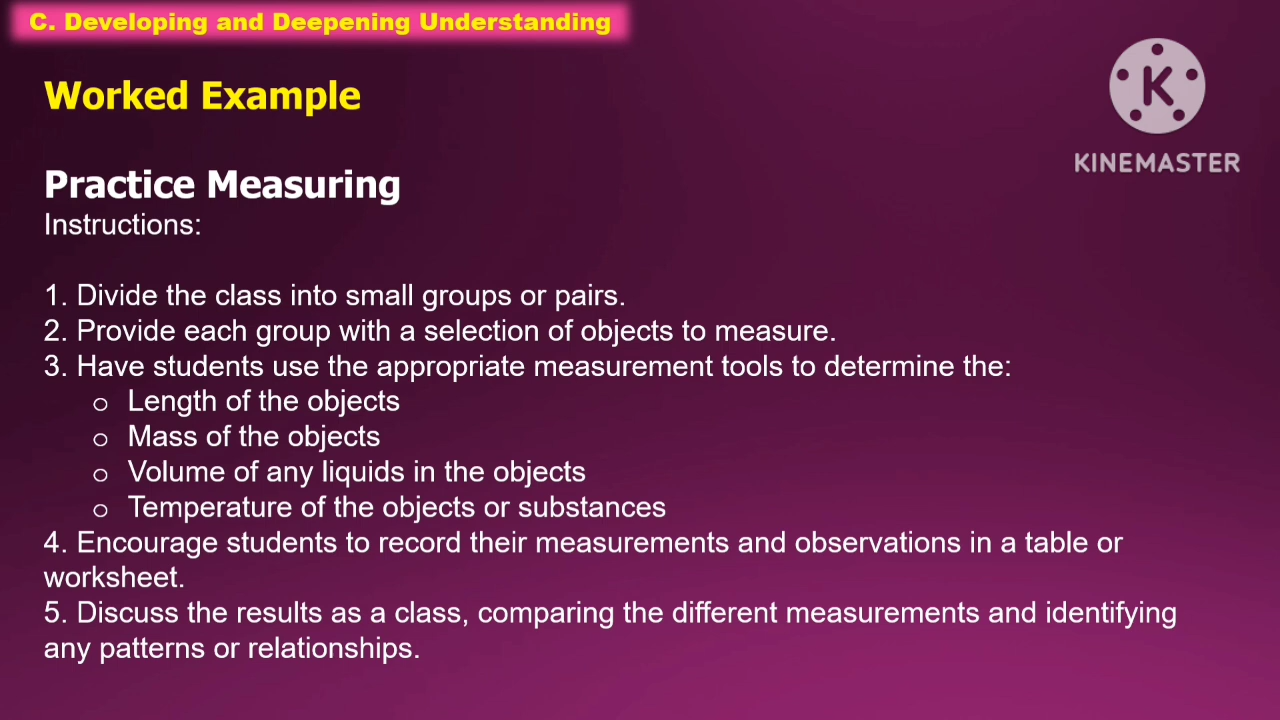 C. Developing and Deepening Understanding
Worked Example
K
KINEMASTER
Practice Measuring
Instructions:
1. Divide the class into small groups or pairs.
2. Provide each group with a selection of objects to measure.
3. Have students use the appropriate measurement tools to determine the:
o Length of the objects
o Mass of the objects
o Volume of any liquids in the objects
o Temperature of the objects or substances
4. Encourage students to record their measurements and observations in a table or
worksheet.
5. Discuss the results as a class, comparing the different measurements and identifying
any patterns or relationships.